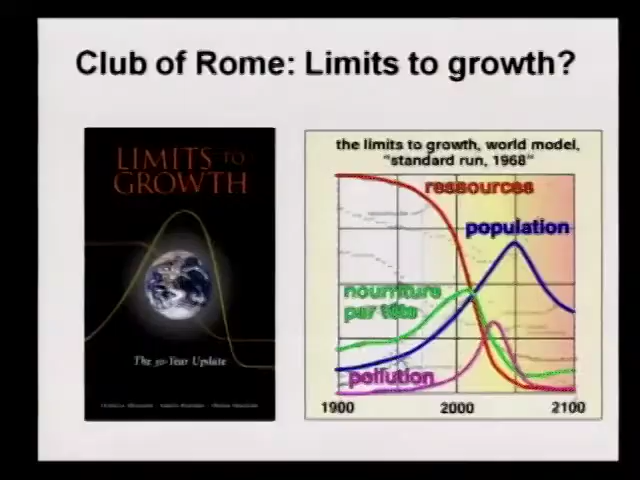 Club of Rome: Limits to growth?
LIMITS TO
GROWTH
The 30-Year Update
the limits to growth, world model,
"standard run, 1968"
ressources
population
nourriture
par tête
pollution
1900 2000 2100